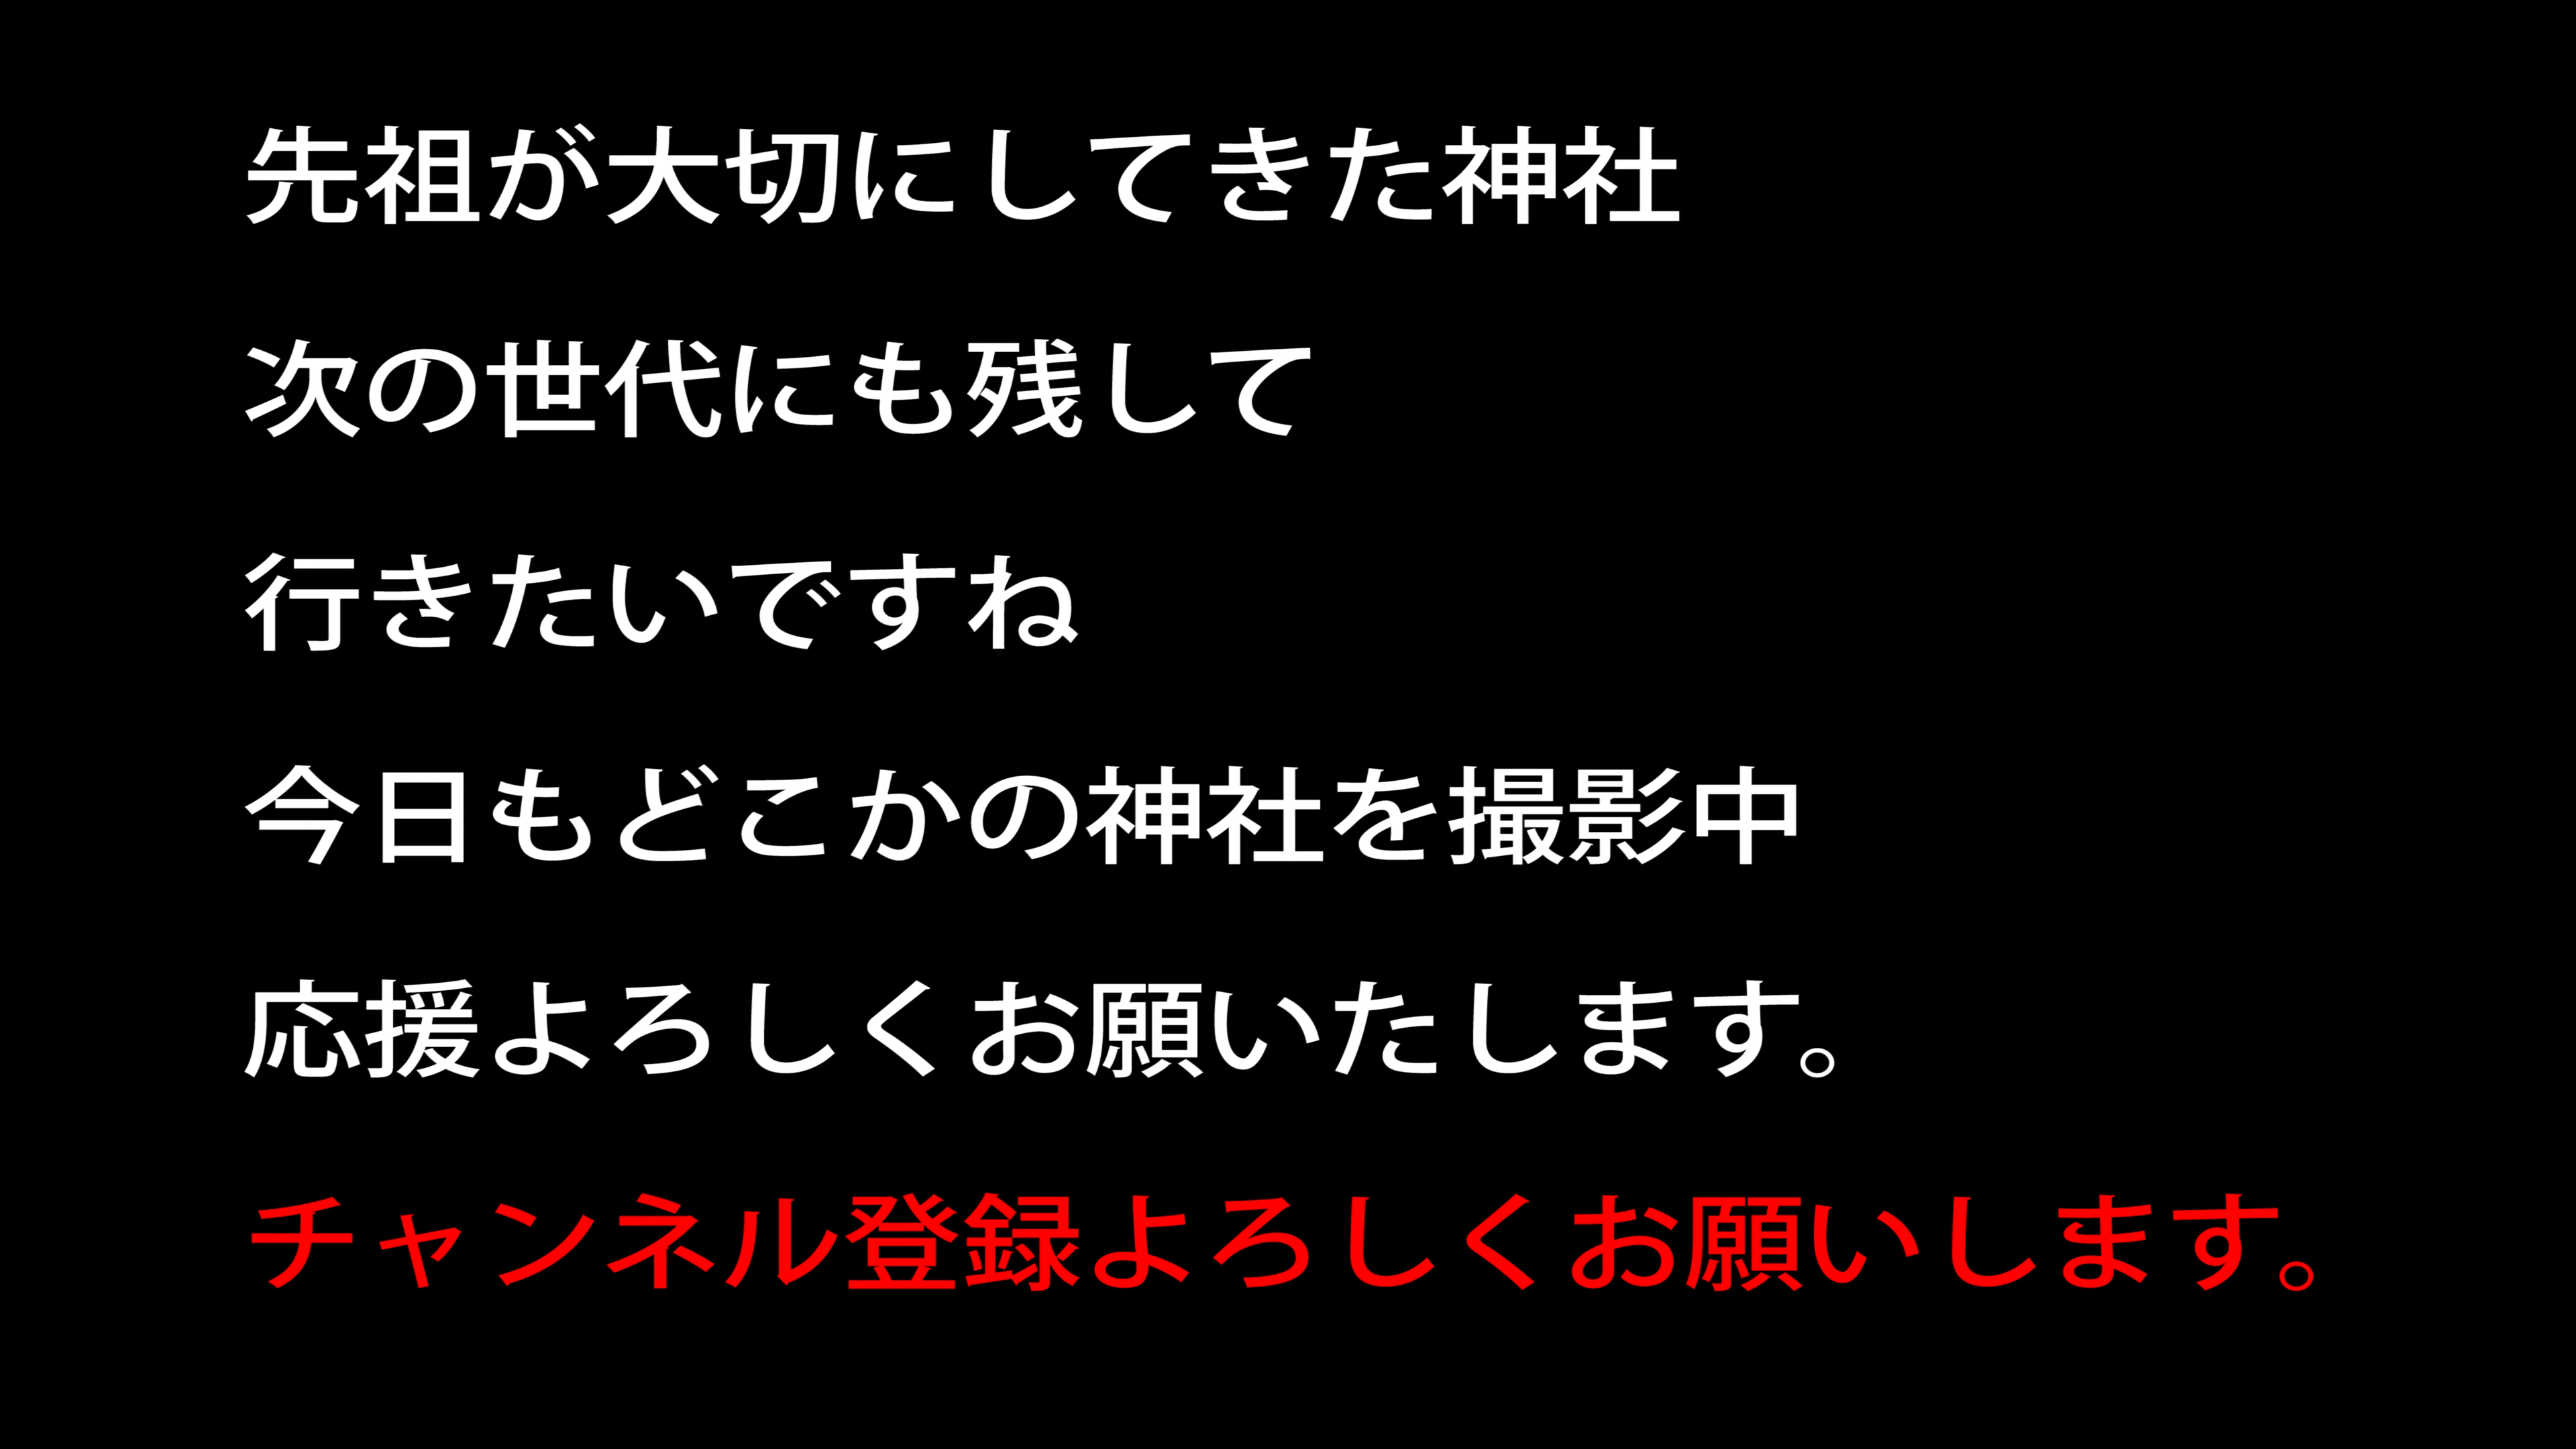 先祖が大切にしてきた神社
次の世代にも残して
行きたいですね
今日もどこかの神社を撮影中
応援よろしくお願いたします。
チャンネル登録よろしくお願いします。